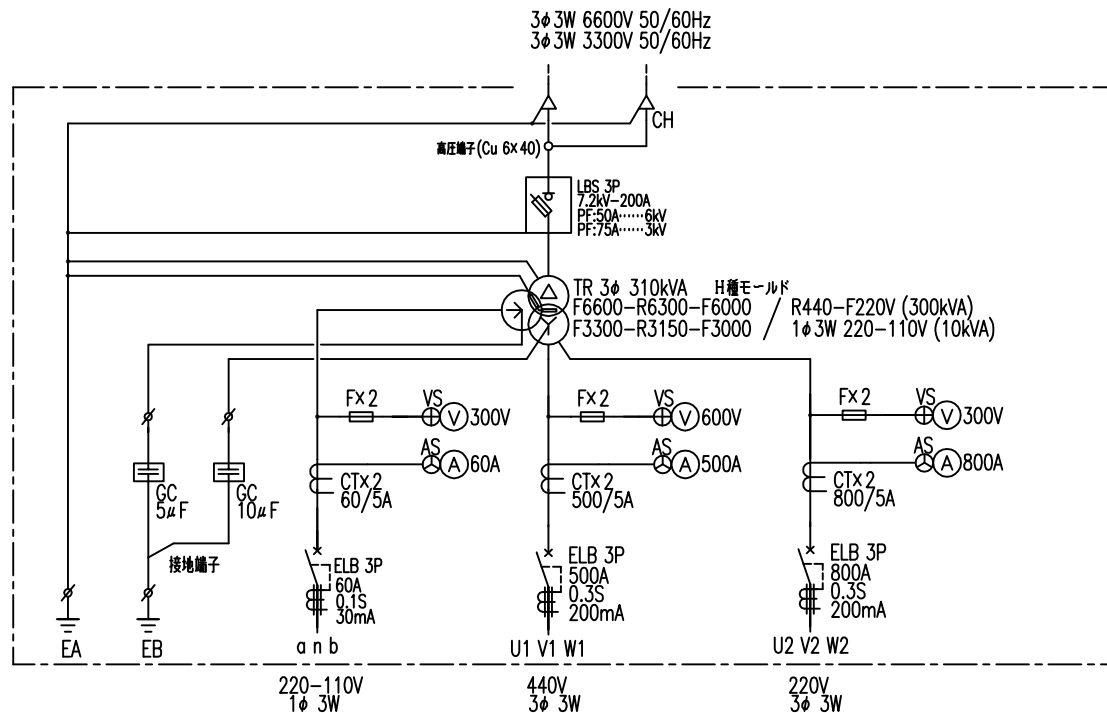 3φ3W 6600V 50/60Hz
3φ3W 3300V 50/60Hz
CH
高圧端子(Cu 6×40)
LBS 3P
7.2kV-200A
PF:50A……6kV
PF:75A……3kV
TR 3φ 310kVA H種モールド
F6600-R6300-F6000 / R440-F220V (300kVA)
F3300-R3150-F3000 / 1φ3W 220-110V (10kVA)
F×2 VS V 300V
AS A 60A
CT×2
60/5A
F×2 VS V 600V
AS A 500A
CT×2
500/5A
F×2 VS V 300V
AS A 800A
CT×2
800/5A
GC
5μF
GC
10μF
接地端子
ELB 3P
60A
0.1S
30mA
ELB 3P
500A
0.3S
200mA
ELB 3P
800A
0.3S
200mA
EA
EB
a n b
U1 V1 W1
U2 V2 W2
220-110V
1φ 3W
440V
3φ 3W
220V
3φ 3W